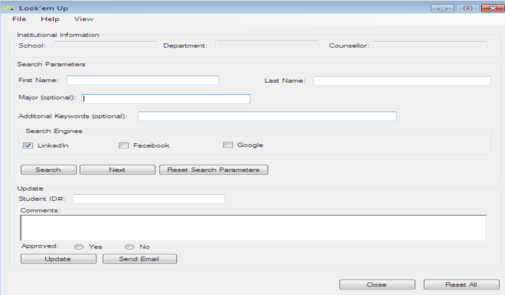 Look'em Up
File Help View
Institutional Information
School: Department: Counsellor:
Search Parameters
First Name: Last Name:
Major (optional):
Additonal Keywords (optional):
Search Engines
LinkedIn Facebook Google
Search Next Reset Search Parameters
Update
Student ID#:
Comments:
Approved: Yes No
Update Send Email
Close Reset All